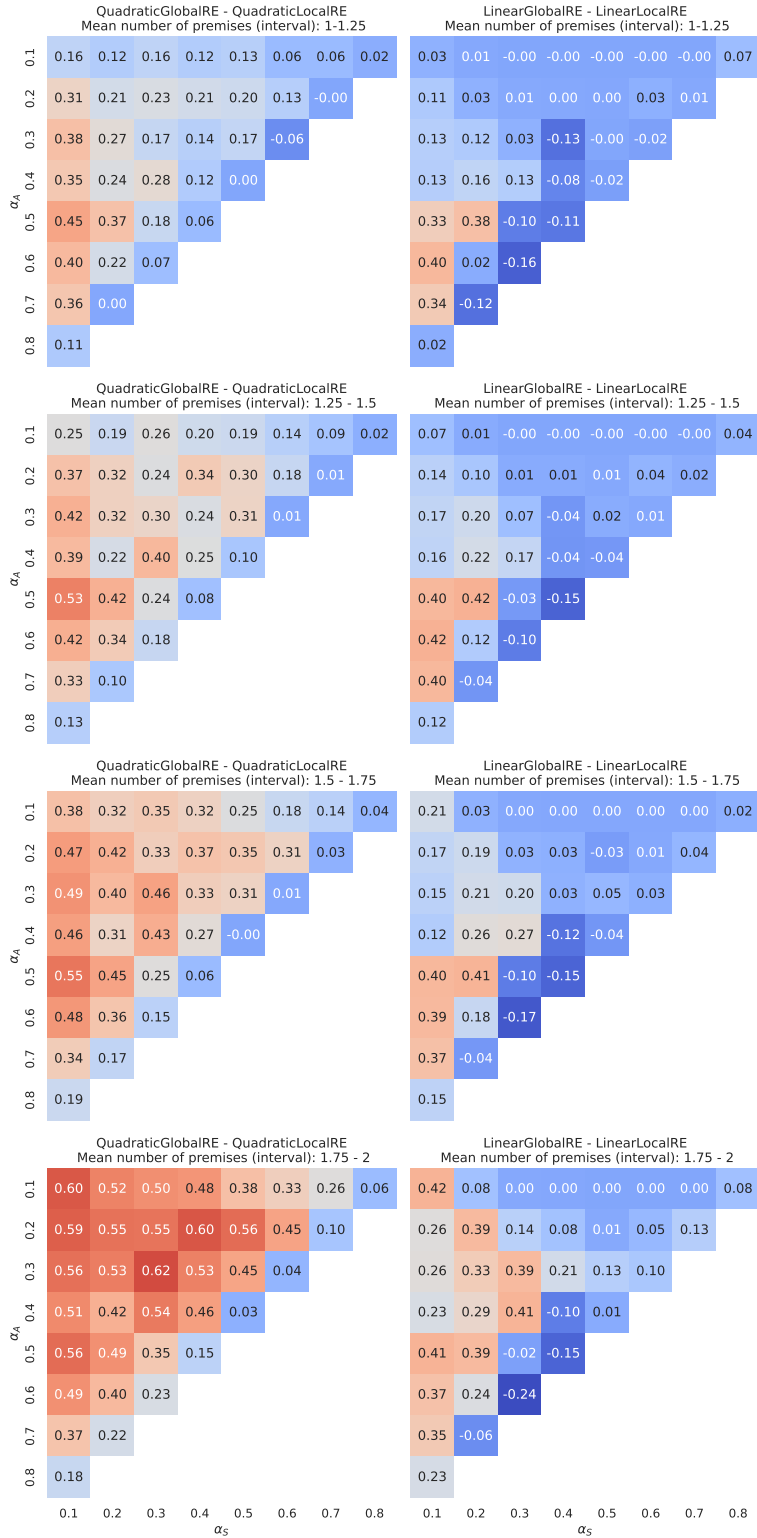 QuadraticGlobalRE - QuadraticLocalRE
Mean number of premises (interval): 1-1.25
0.1 0.16 0.12 0.16 0.12 0.13 0.06 0.06 0.02
0.2 0.31 0.21 0.23 0.21 0.20 0.13 -0.00
0.3 0.38 0.27 0.17 0.14 0.17 -0.06
0.4 0.35 0.24 0.28 0.12 0.00
0.5 0.45 0.37 0.18 0.06
0.6 0.40 0.22 0.07
0.7 0.36 0.00
0.8 0.11
α_A
LinearGlobalRE - LinearLocalRE
Mean number of premises (interval): 1-1.25
0.03 0.01 -0.00 -0.00 -0.00 -0.00 -0.00 0.07
0.11 0.03 0.01 0.00 0.00 0.03 0.01
0.13 0.12 0.03 -0.13 -0.00 -0.02
0.13 0.16 0.13 -0.08 -0.02
0.33 0.38 -0.10 -0.11
0.40 0.02 -0.16
0.34 -0.12
0.02
QuadraticGlobalRE - QuadraticLocalRE
Mean number of premises (interval): 1.25 - 1.5
0.1 0.25 0.19 0.26 0.20 0.19 0.14 0.09 0.02
0.2 0.37 0.32 0.24 0.34 0.30 0.18 0.01
0.3 0.42 0.32 0.30 0.24 0.31 0.01
0.4 0.39 0.22 0.40 0.25 0.10
0.5 0.53 0.42 0.24 0.08
0.6 0.42 0.34 0.18
0.7 0.33 0.10
0.8 0.13
α_A
LinearGlobalRE - LinearLocalRE
Mean number of premises (interval): 1.25 - 1.5
0.07 0.01 -0.00 -0.00 -0.00 -0.00 -0.00 0.04
0.14 0.10 0.01 0.01 0.01 0.04 0.02
0.17 0.20 0.07 -0.04 0.02 0.01
0.16 0.22 0.17 -0.04 -0.04
0.40 0.42 -0.03 -0.15
0.42 0.12 -0.10
0.40 -0.04
0.12
QuadraticGlobalRE - QuadraticLocalRE
Mean number of premises (interval): 1.5 - 1.75
0.1 0.38 0.32 0.35 0.32 0.25 0.18 0.14 0.04
0.2 0.47 0.42 0.33 0.37 0.35 0.31 0.03
0.3 0.49 0.40 0.46 0.33 0.31 0.01
0.4 0.46 0.31 0.43 0.27 -0.00
0.5 0.55 0.45 0.25 0.06
0.6 0.48 0.36 0.15
0.7 0.34 0.17
0.8 0.19
α_A
LinearGlobalRE - LinearLocalRE
Mean number of premises (interval): 1.5 - 1.75
0.21 0.03 0.00 0.00 0.00 0.00 0.00 0.02
0.17 0.19 0.03 0.03 -0.03 0.01 0.04
0.15 0.21 0.20 0.03 0.05 0.03
0.12 0.26 0.27 -0.12 -0.04
0.40 0.41 -0.10 -0.15
0.39 0.18 -0.17
0.37 -0.04
0.15
QuadraticGlobalRE - QuadraticLocalRE
Mean number of premises (interval): 1.75 - 2
0.1 0.60 0.52 0.50 0.48 0.38 0.33 0.26 0.06
0.2 0.59 0.55 0.55 0.60 0.56 0.45 0.10
0.3 0.56 0.53 0.62 0.53 0.45 0.04
0.4 0.51 0.42 0.54 0.46 0.03
0.5 0.56 0.49 0.35 0.15
0.6 0.49 0.40 0.23
0.7 0.37 0.22
0.8 0.18
α_A
0.1 0.2 0.3 0.4 0.5 0.6 0.7 0.8
α_S
LinearGlobalRE - LinearLocalRE
Mean number of premises (interval): 1.75 - 2
0.42 0.08 0.00 0.00 0.00 0.00 0.00 0.08
0.26 0.39 0.14 0.08 0.01 0.05 0.13
0.26 0.33 0.39 0.21 0.13 0.10
0.23 0.29 0.41 -0.10 0.01
0.41 0.39 -0.02 -0.15
0.37 0.24 -0.24
0.35 -0.06
0.23
0.1 0.2 0.3 0.4 0.5 0.6 0.7 0.8
α_S